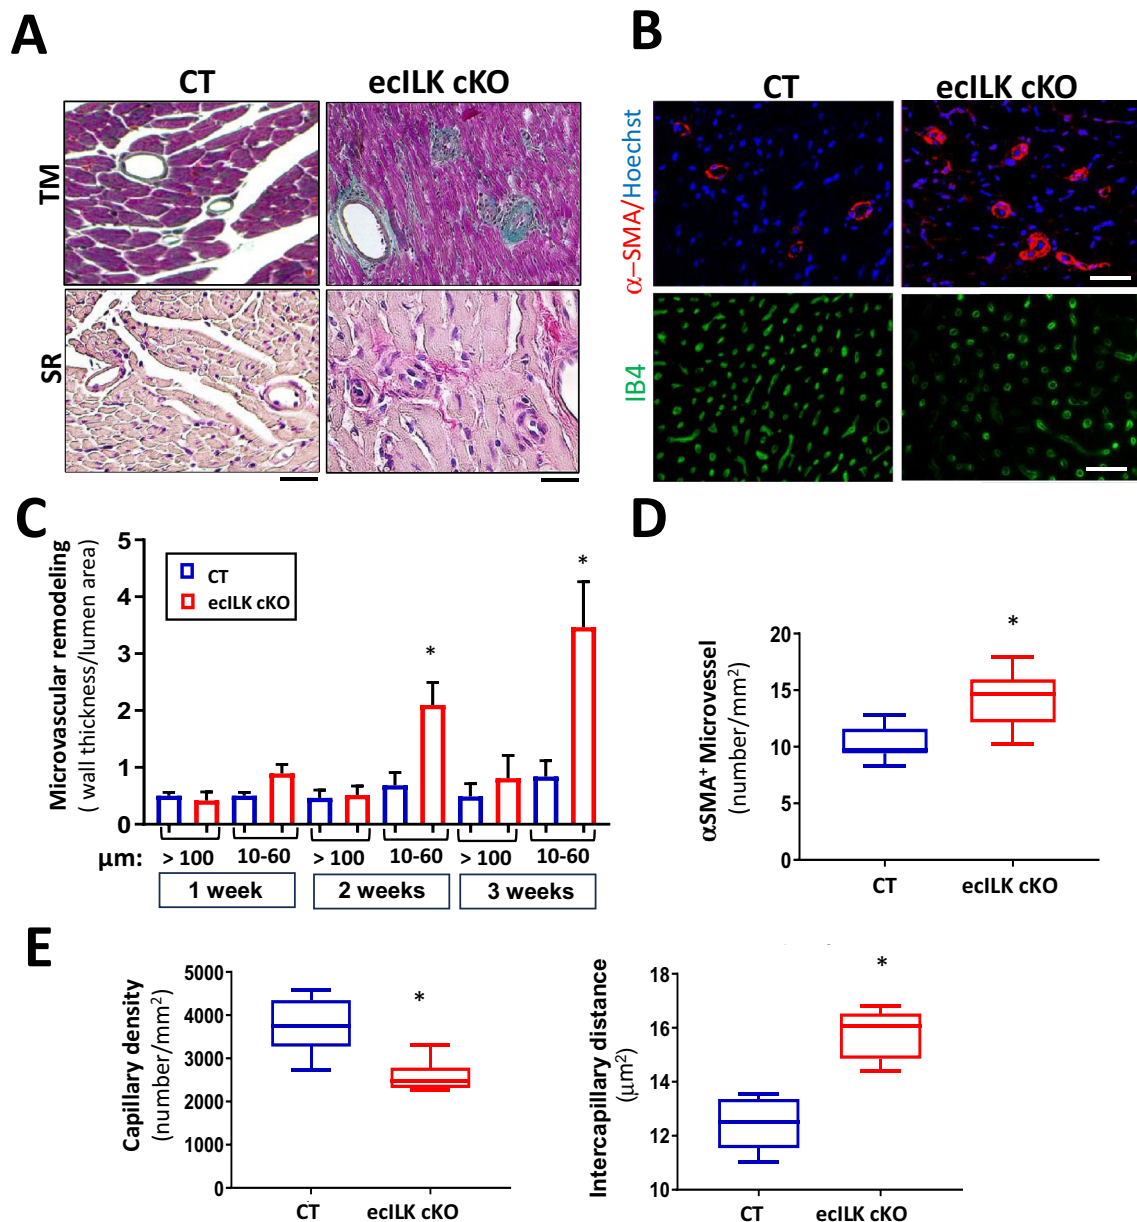 A
CT
ecILK cKO
TM
SR
B
CT
ecILK cKO
α–SMA/Hoechst
IB4
C
Microvascular remodeling
( wall thickness/lumen area)
5
4
3
2
1
0
CT
ecILK cKO
*
*
μm:
> 100
10-60
> 100
10-60
> 100
10-60
1 week
2 weeks
3 weeks
D
αSMA⁺ Microvessel
(number/mm²)
20
15
10
5
0
*
CT
ecILK cKO
E
Capillary density
(number/mm²)
5000
4000
3000
2000
1000
0
*
CT
ecILK cKO
Intercapillary distance
(μm²)
18
16
14
12
10
*
CT
ecILK cKO